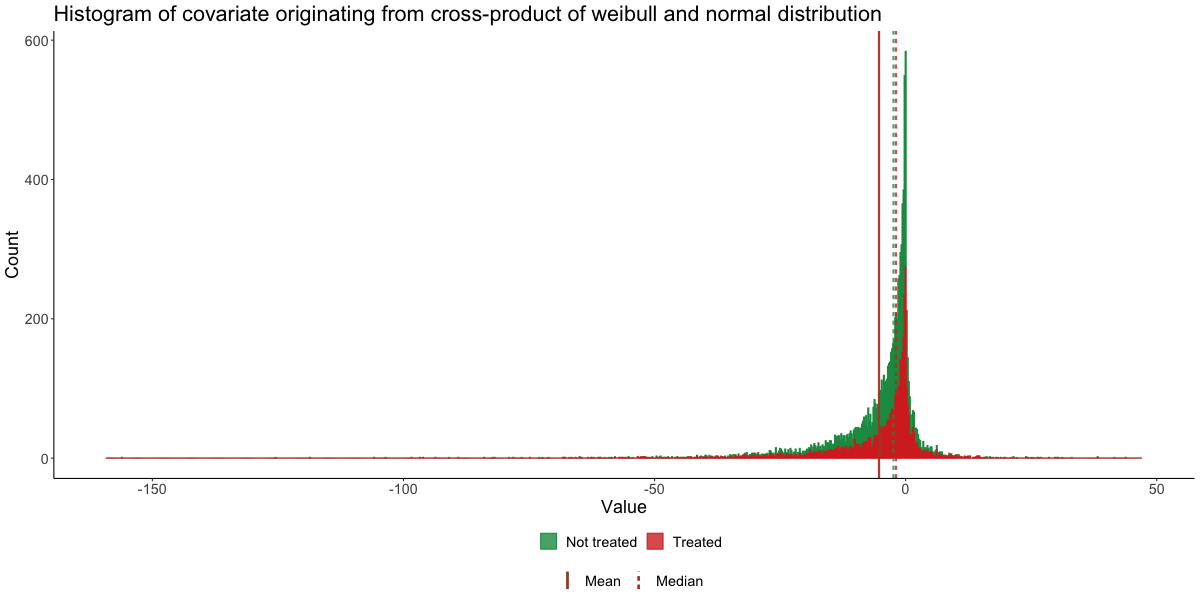 Histogram of covariate originating from cross-product of weibull and normal distribution
600
400
200
0
Count
-150 -100 -50 0 50
Value
Not treated Treated
Mean Median